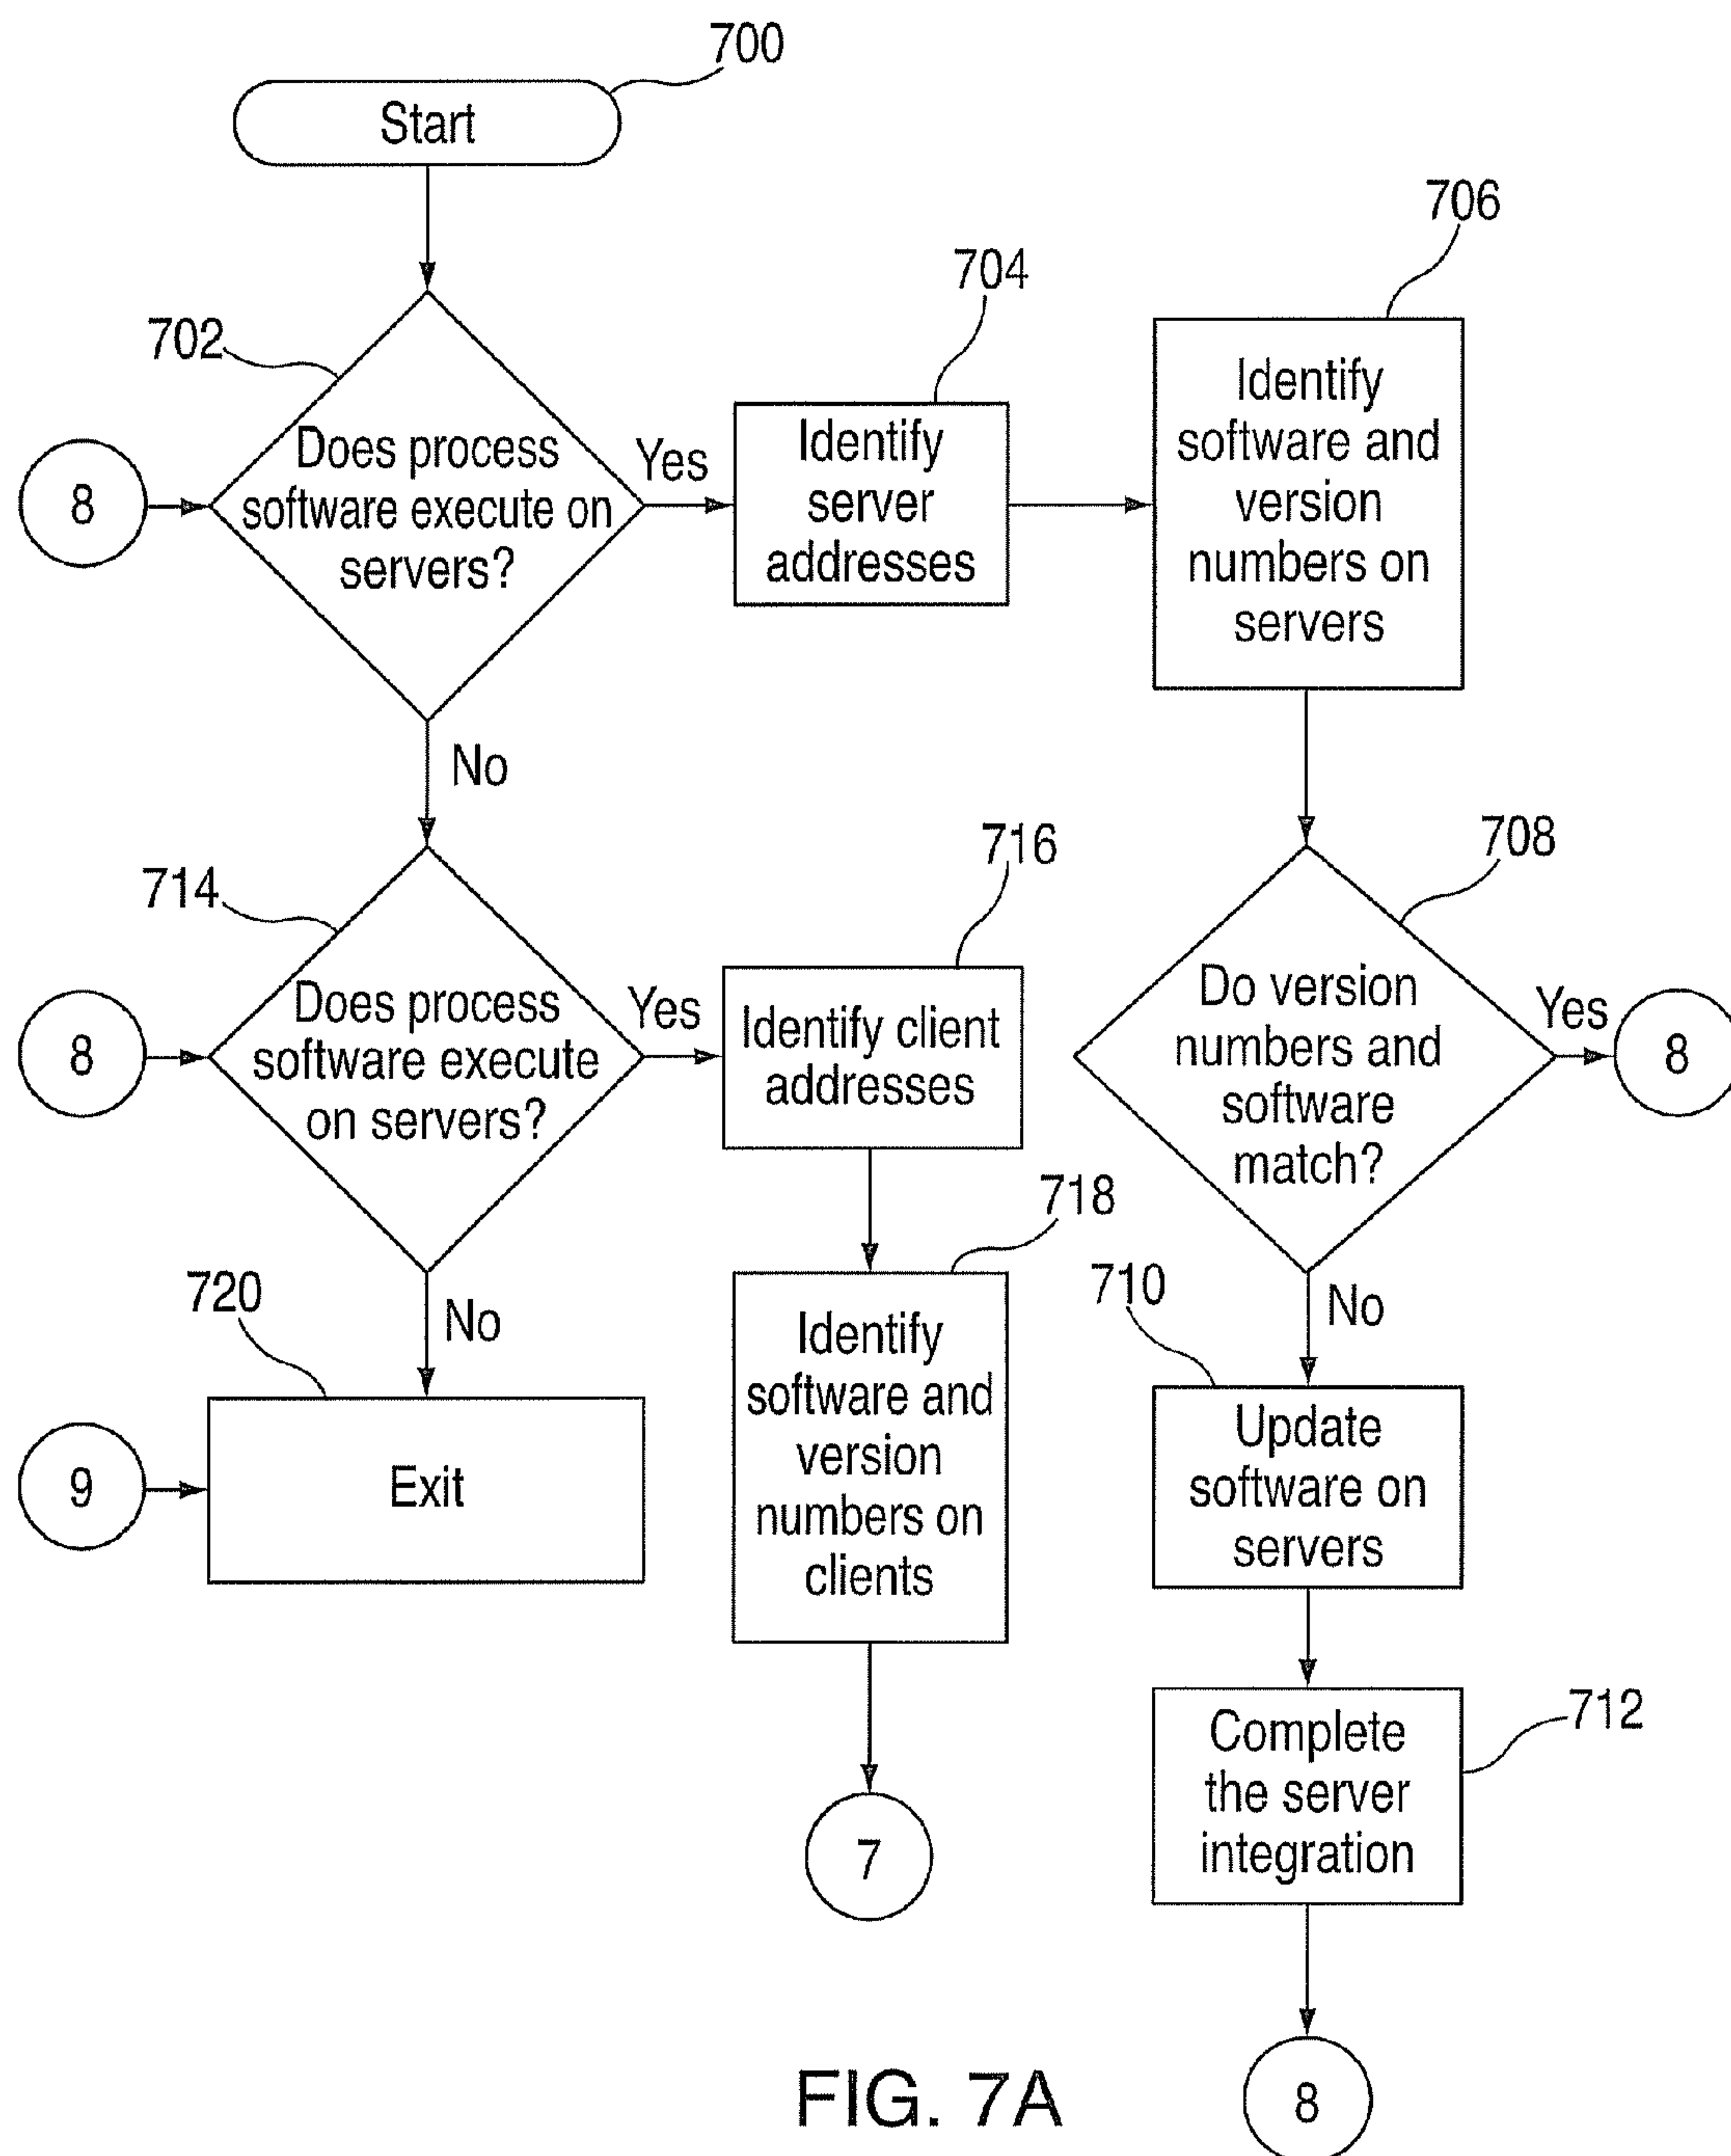 700
Start
702
8
Does process
software execute on
servers?
Yes
704
Identify
server
addresses
706
Identify
software and
version
numbers on
servers
No
714
8
Does process
software execute
on servers?
Yes
716
Identify client
addresses
708
Do version
numbers and
software
match?
Yes
8
No
720
9
Exit
718
Identify
software and
version
numbers on
clients
7
No
710
Update
software on
servers
712
Complete
the server
integration
8
FIG. 7A